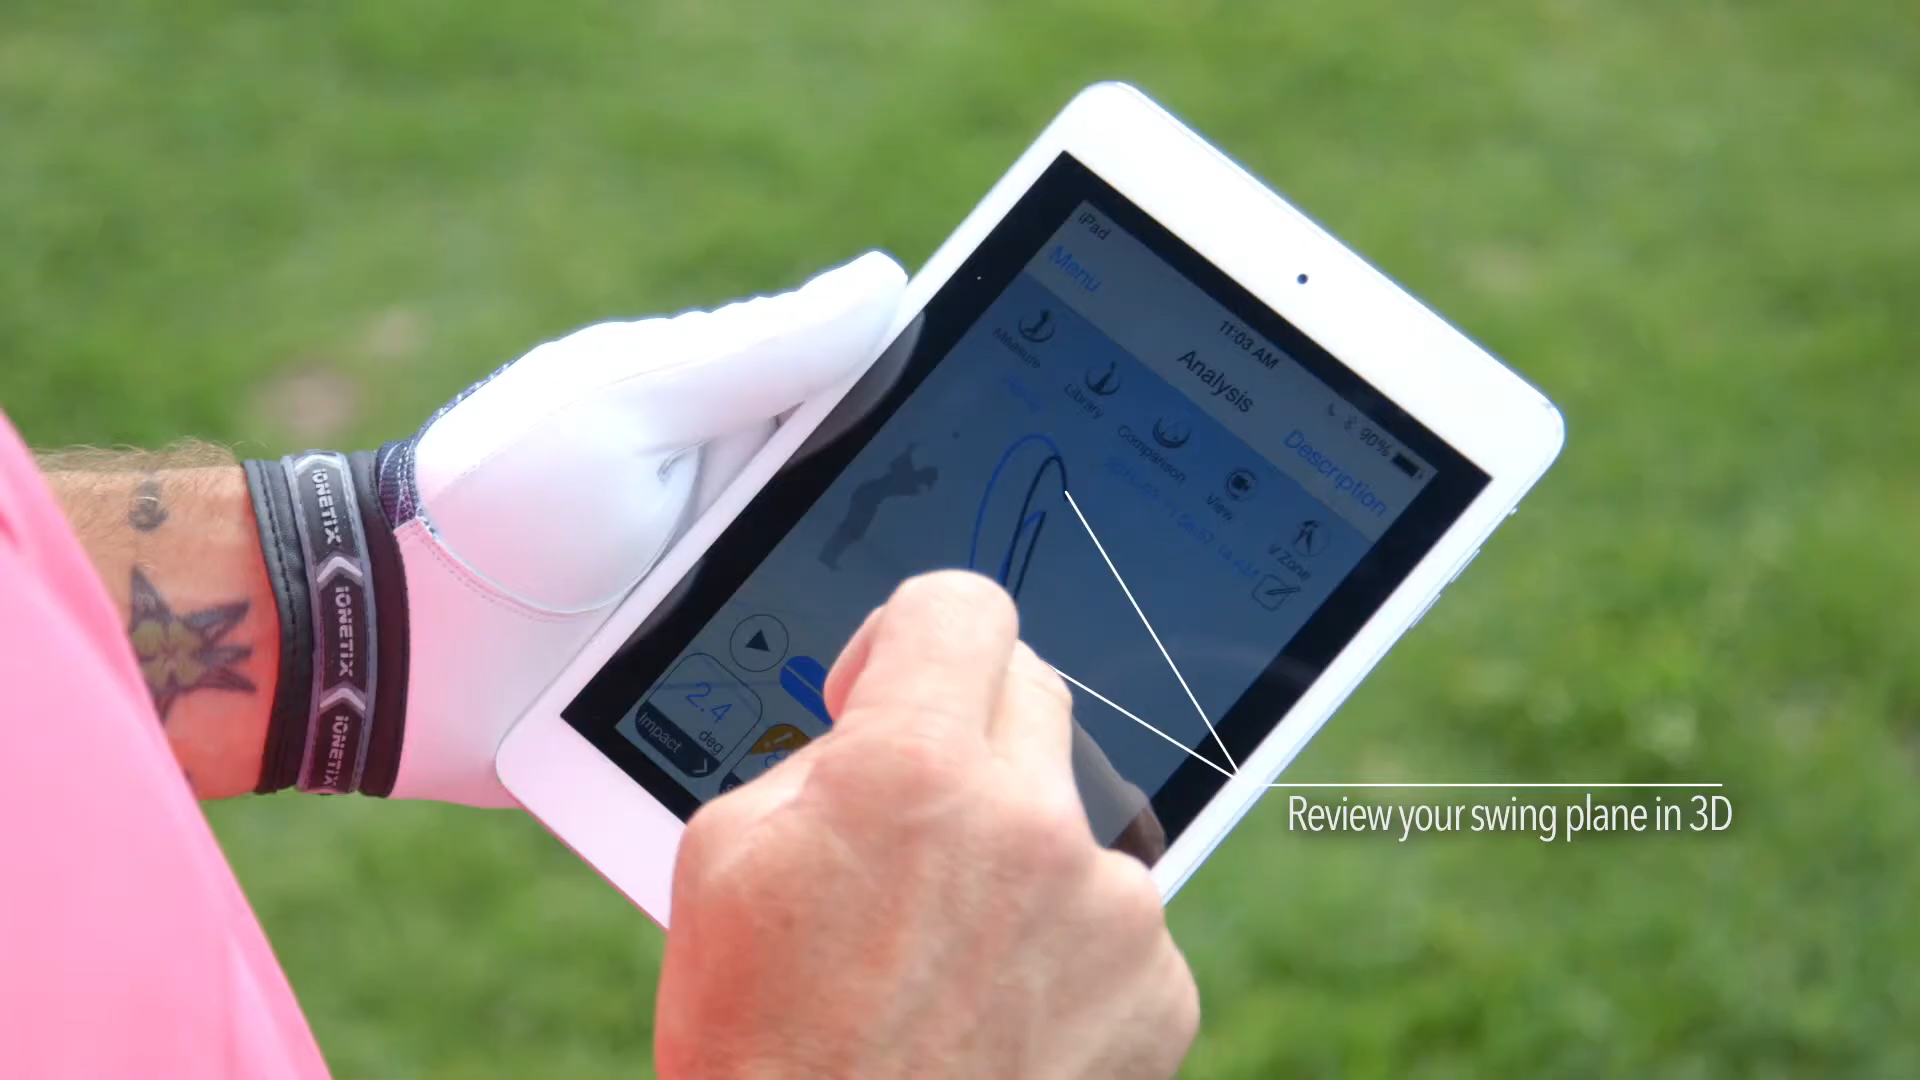 iPad
11:03 AM
90%
Menu
Analysis
Description
Measure
Library
Comparison
View
V Zone
2.4
deg
Impact
iONETIX
iONETIX
iONETIX
Review your swing plane in 3D